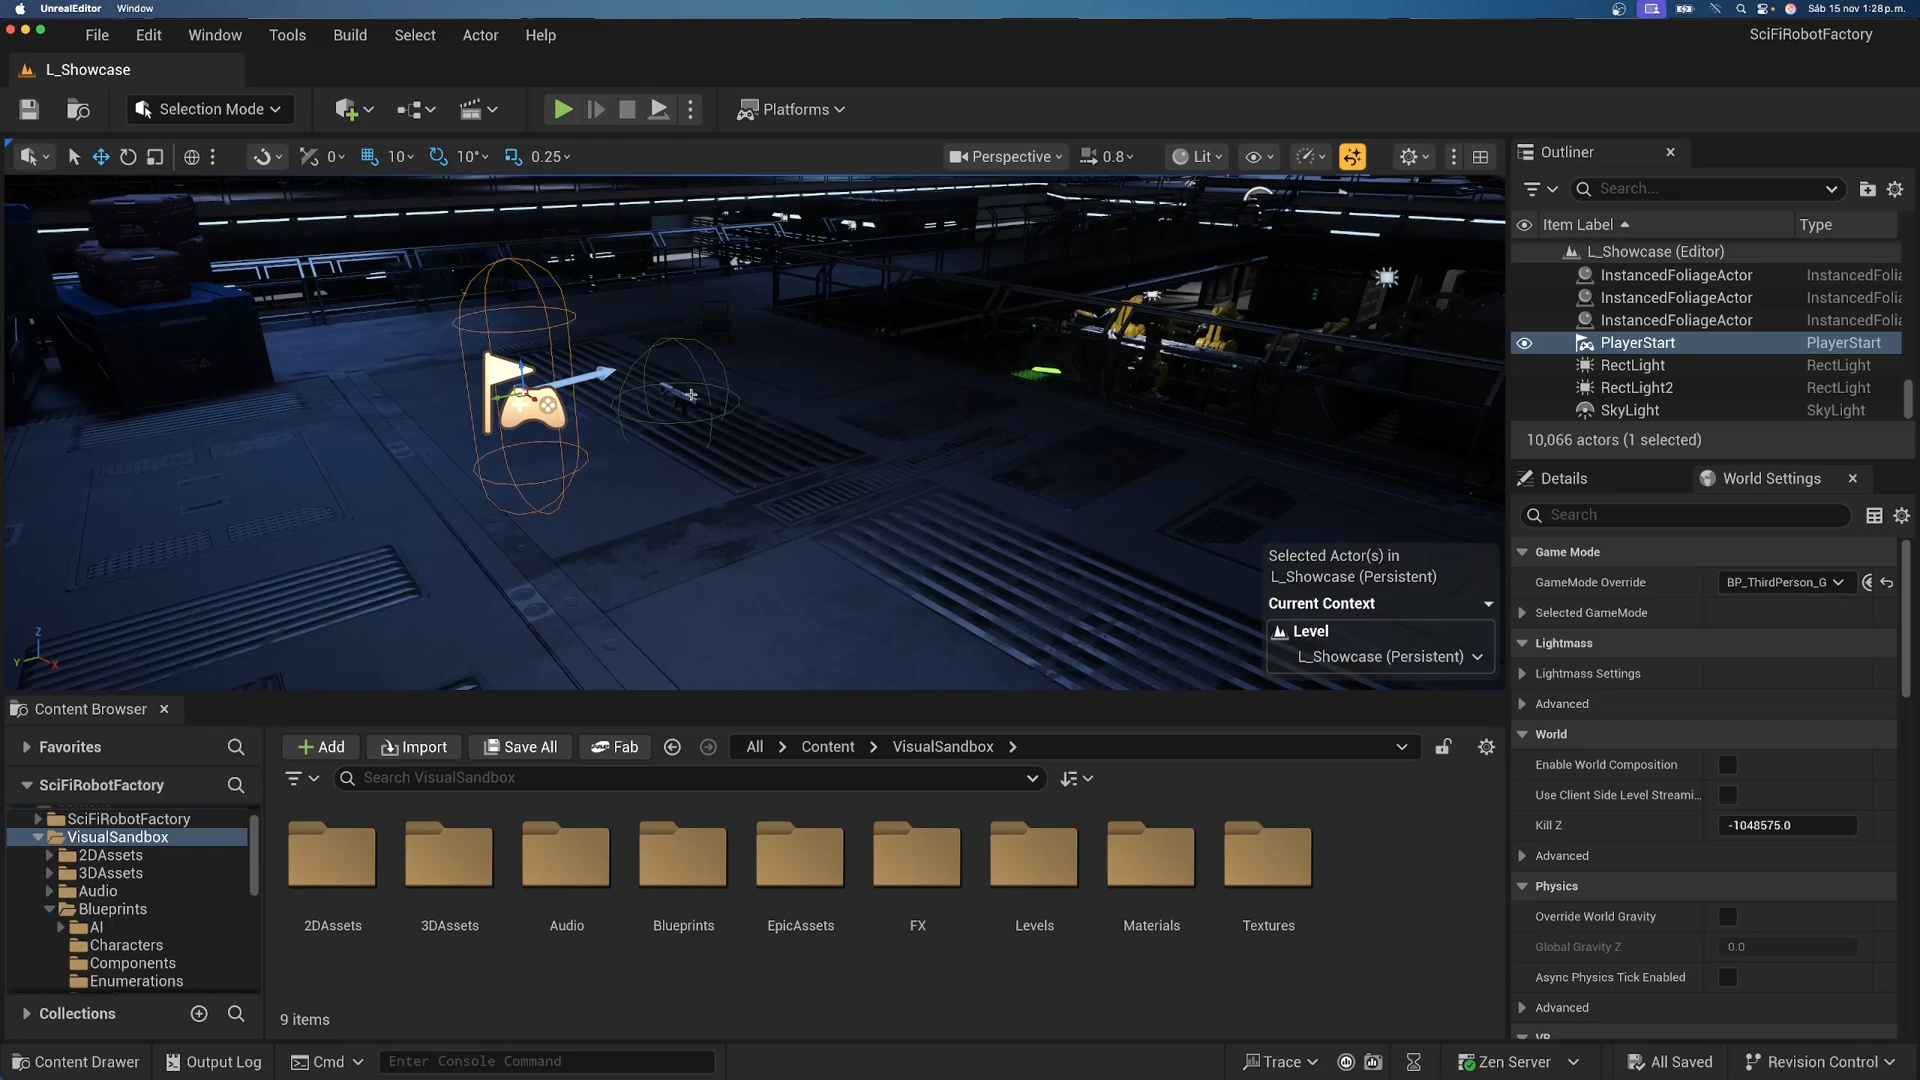 UnrealEditor Window
Sáb 15 nov 1:28 p.m.
File Edit Window Tools Build Select Actor Help
SciFiRobotFactory
L_Showcase
Selection Mode
Platforms
0 10 10° 0.25
Perspective 0.8 Lit
Outliner
Search...
Item Label Type
L_Showcase (Editor)
InstancedFoliageActor InstancedFolia
InstancedFoliageActor InstancedFolia
InstancedFoliageActor InstancedFolia
PlayerStart PlayerStart
RectLight RectLight
RectLight2 RectLight
SkyLight SkyLight
10,066 actors (1 selected)
Details World Settings
Search
Game Mode
GameMode Override BP_ThirdPerson_G
Selected GameMode
Lightmass
Lightmass Settings
Advanced
World
Enable World Composition
Use Client Side Level Streami...
Kill Z -1048575.0
Advanced
Physics
Override World Gravity
Global Gravity Z 0.0
Async Physics Tick Enabled
Advanced
VR
Selected Actor(s) in
L_Showcase (Persistent)
Current Context
Level
L_Showcase (Persistent)
Z
Y X
Content Browser
Favorites
SciFiRobotFactory
SciFiRobotFactory
VisualSandbox
2DAssets
3DAssets
Audio
Blueprints
AI
Characters
Components
Enumerations
Collections
Add Import Save All Fab All Content VisualSandbox
Search VisualSandbox
2DAssets 3DAssets Audio Blueprints EpicAssets FX Levels Materials Textures
9 items
Content Drawer Output Log Cmd Enter Console Command
Trace Zen Server All Saved Revision Control